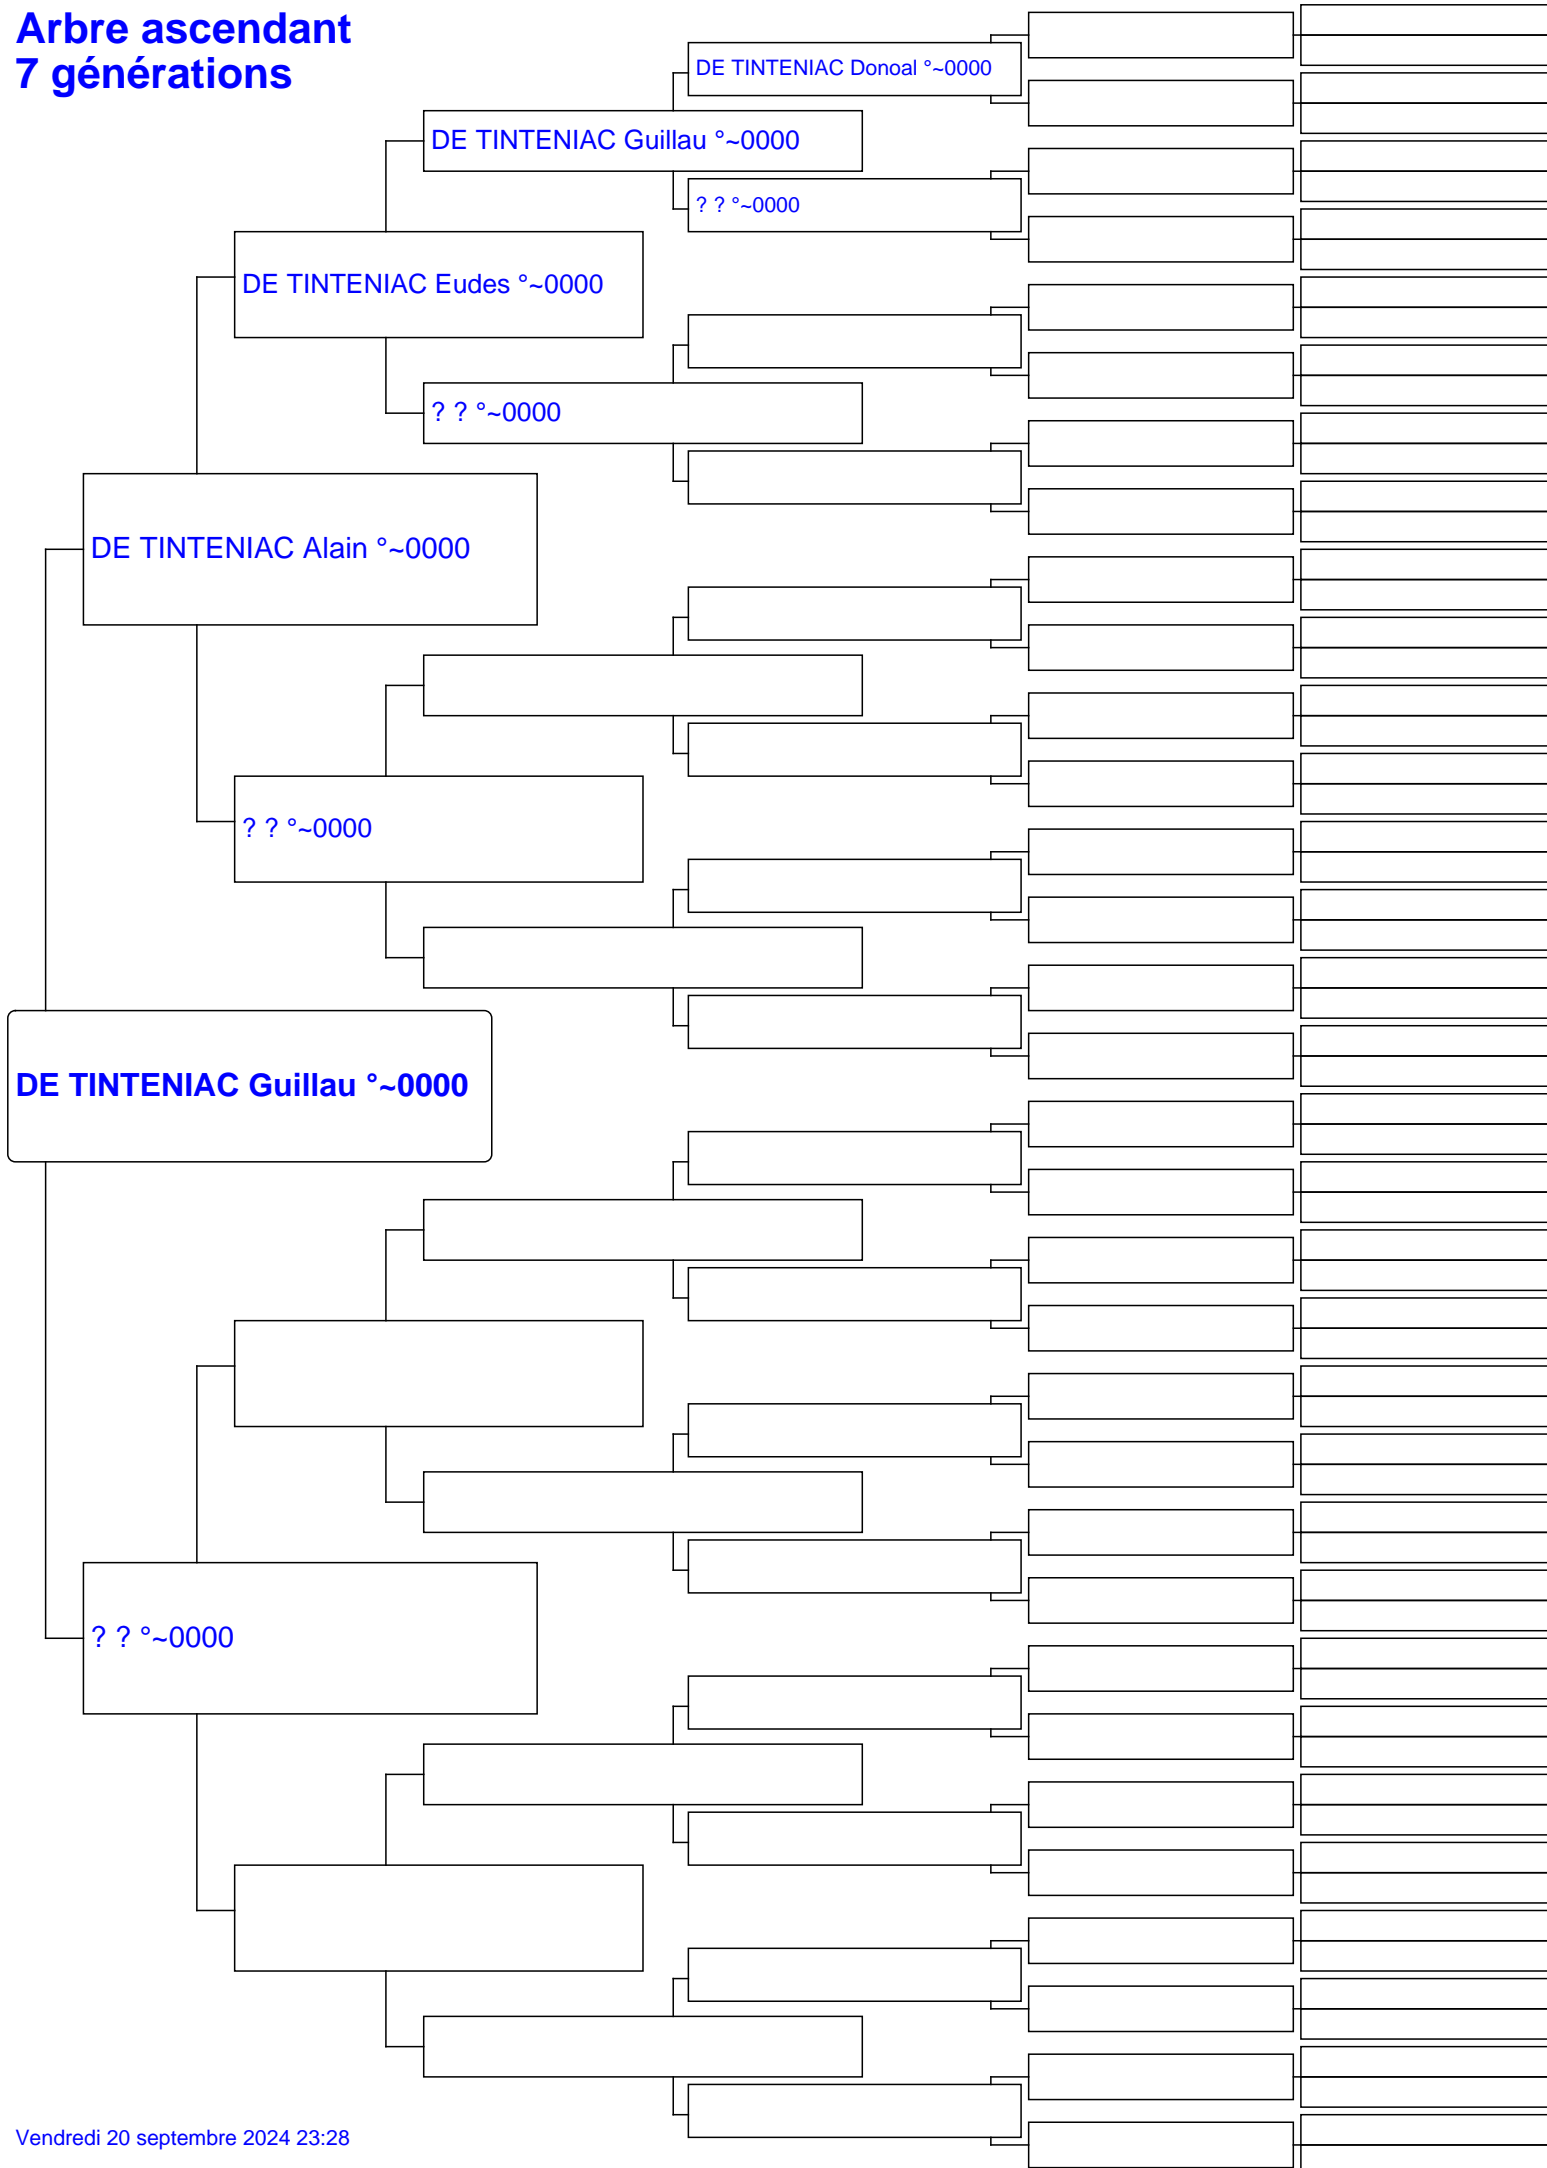 Arbre ascendant
7 générations
DE TINTENIAC Donoal °~0000
DE TINTENIAC Guillau °~0000
? ? °~0000
DE TINTENIAC Eudes °~0000
? ? °~0000
DE TINTENIAC Alain °~0000
? ? °~0000
DE TINTENIAC Guillau °~0000
? ? °~0000
Vendredi 20 septembre 2024 23:28